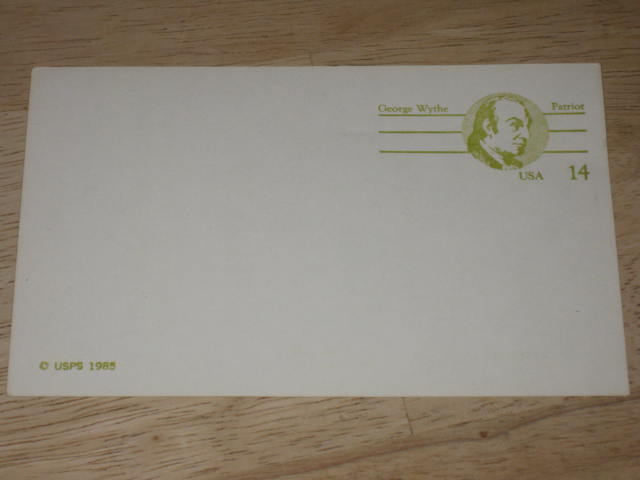 George Wythe Patriot
USA 14
© USPS 1985